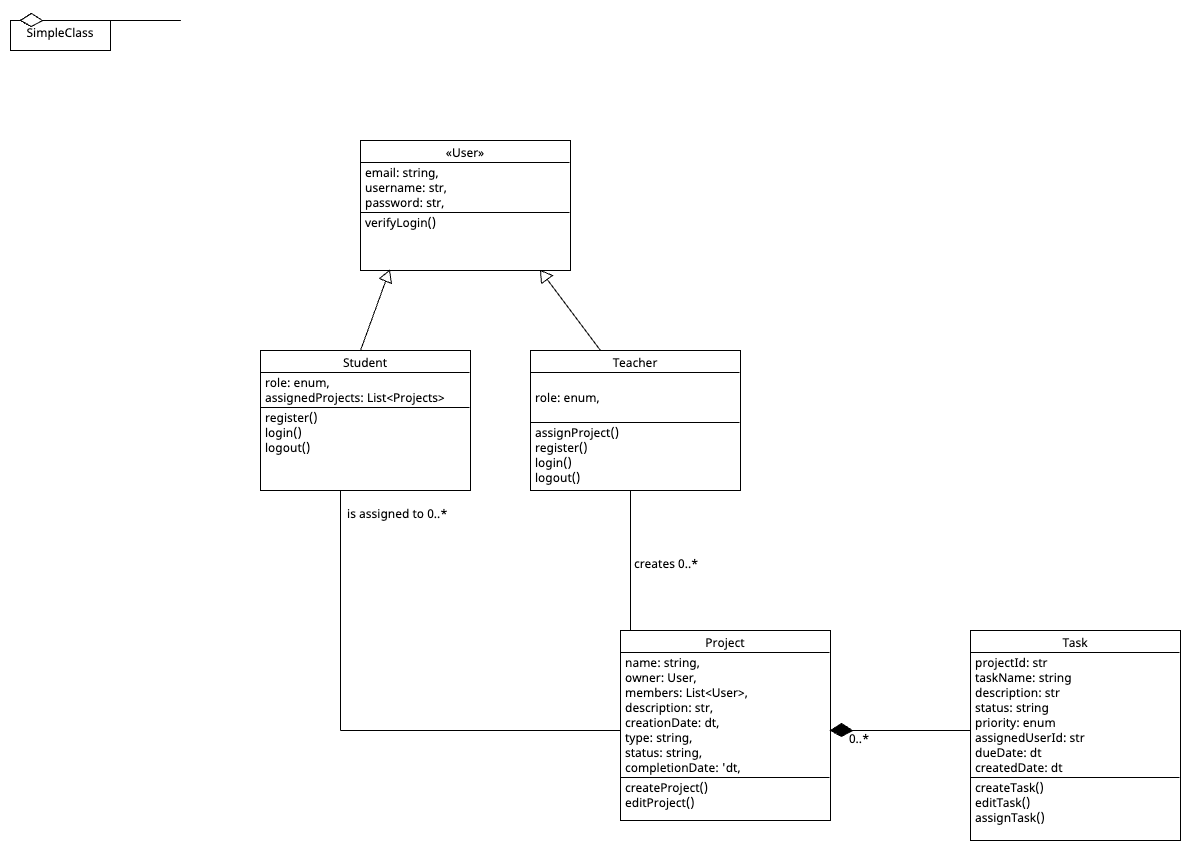 SimpleClass
«User»
email: string,
username: str,
password: str,
verifyLogin()
Student
role: enum,
assignedProjects: List<Projects>
register()
login()
logout()
Teacher
role: enum,
assignProject()
register()
login()
logout()
is assigned to 0..*
creates 0..*
Project
name: string,
owner: User,
members: List<User>,
description: str,
creationDate: dt,
type: string,
status: string,
completionDate: 'dt,
createProject()
editProject()
0..*
Task
projectId: str
taskName: string
description: str
status: string
priority: enum
assignedUserId: str
dueDate: dt
createdDate: dt
createTask()
editTask()
assignTask()